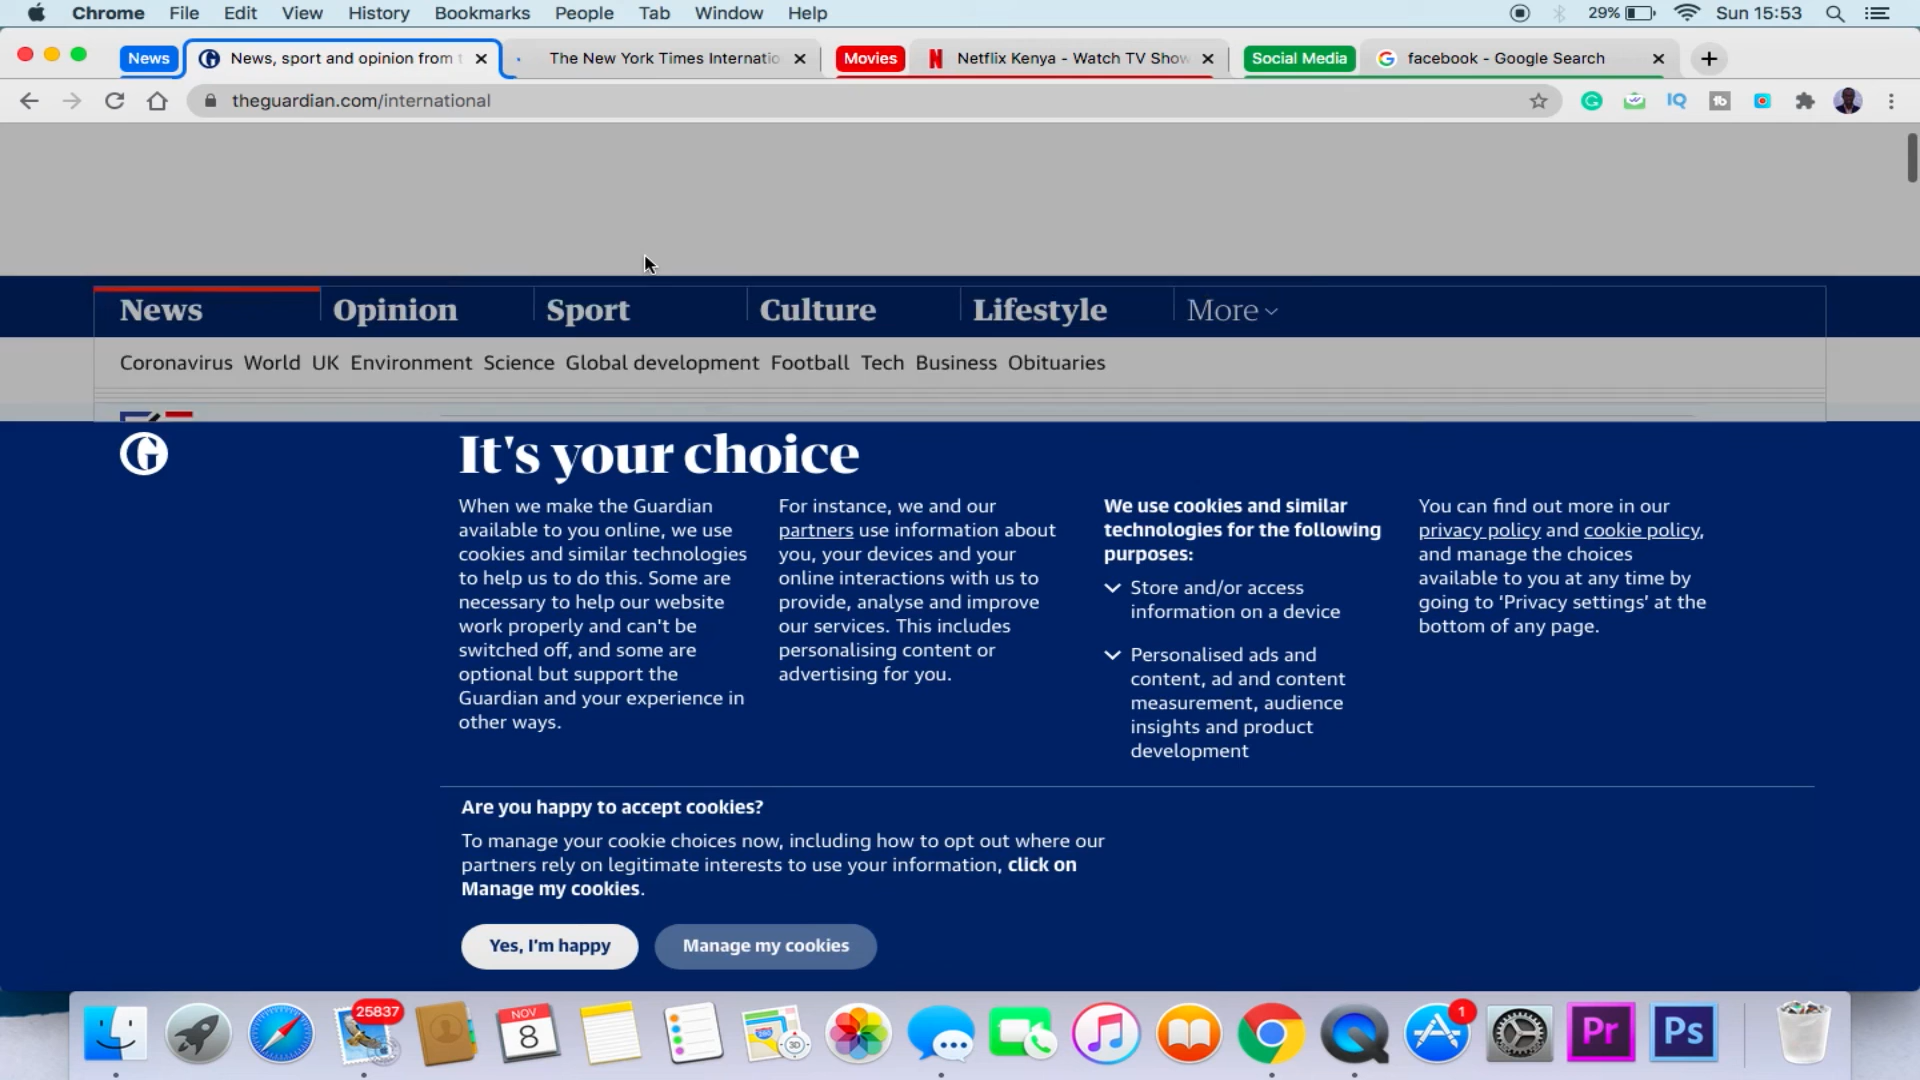 Chrome File Edit View History Bookmarks People Tab Window Help 29% Sun 15:53
News News, sport and opinion from The New York Times Internatio Movies Netflix Kenya - Watch TV Show Social Media facebook - Google Search
theguardian.com/international
News Opinion Sport Culture Lifestyle More
Coronavirus World UK Environment Science Global development Football Tech Business Obituaries
It's your choice
When we make the Guardian
available to you online, we use
cookies and similar technologies
to help us to do this. Some are
necessary to help our website
work properly and can't be
switched off, and some are
optional but support the
Guardian and your experience in
other ways.
For instance, we and our
partners use information about
you, your devices and your
online interactions with us to
provide, analyse and improve
our services. This includes
personalising content or
advertising for you.
We use cookies and similar
technologies for the following
purposes:
Store and/or access
information on a device
Personalised ads and
content, ad and content
measurement, audience
insights and product
development
You can find out more in our
privacy policy and cookie policy,
and manage the choices
available to you at any time by
going to ‘Privacy settings’ at the
bottom of any page.
Are you happy to accept cookies?
To manage your cookie choices now, including how to opt out where our
partners rely on legitimate interests to use your information, click on
Manage my cookies.
Yes, I’m happy Manage my cookies
25837 NOV 8 3D 1 Pr Ps